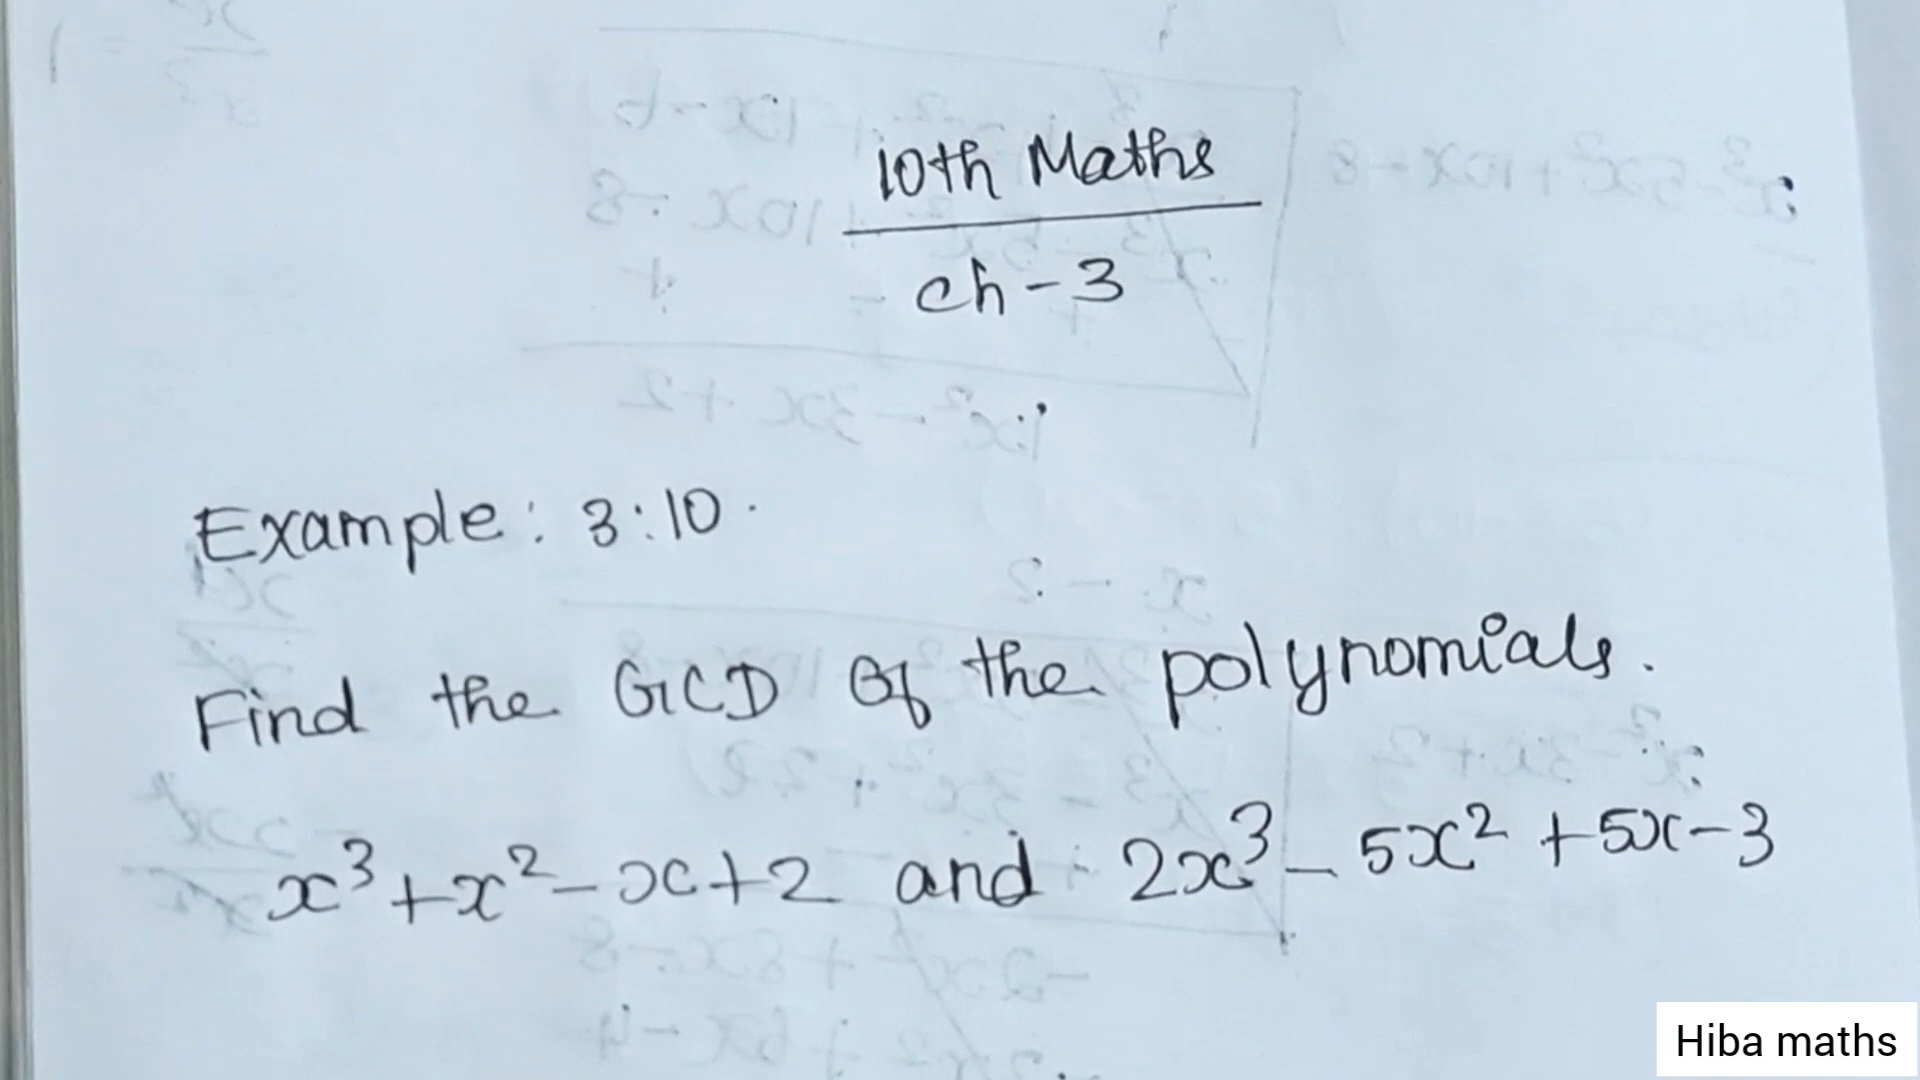 10th Maths
ch - 3
Example: 3:10.
Find the GCD of the polynomials.
x³ + x² - x + 2 and 2x³ - 5x² + 5x - 3
Hiba maths